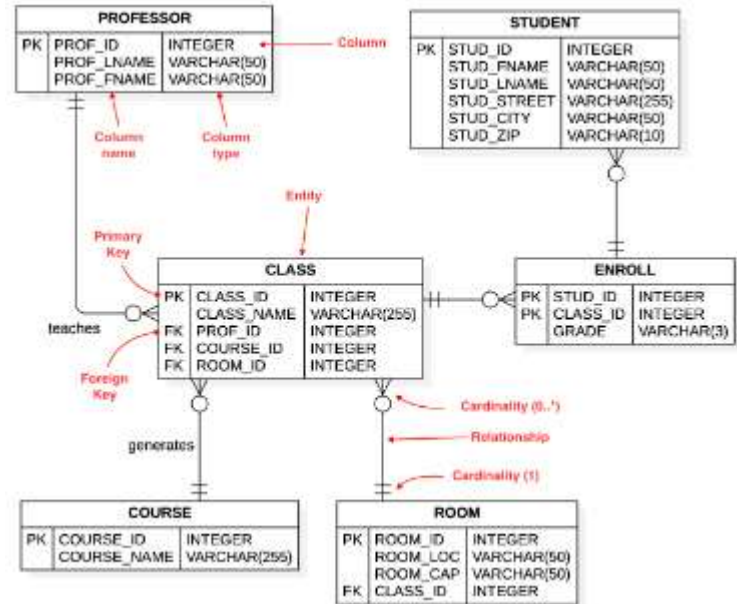 PROFESSOR
PK PROF_ID INTEGER
PROF_LNAME VARCHAR(50)
PROF_FNAME VARCHAR(50)
Column
Column
name
Column
type
STUDENT
PK STUD_ID INTEGER
STUD_FNAME VARCHAR(50)
STUD_LNAME VARCHAR(50)
STUD_STREET VARCHAR(255)
STUD_CITY VARCHAR(50)
STUD_ZIP VARCHAR(10)
Entity
Primary
Key
CLASS
PK CLASS_ID INTEGER
CLASS_NAME VARCHAR(255)
FK PROF_ID INTEGER
FK COURSE_ID INTEGER
FK ROOM_ID INTEGER
teaches
Foreign
Key
ENROLL
PK STUD_ID INTEGER
PK CLASS_ID INTEGER
GRADE VARCHAR(3)
Cardinality (0..*)
Relationship
Cardinality (1)
generates
COURSE
PK COURSE_ID INTEGER
COURSE_NAME VARCHAR(255)
ROOM
PK ROOM_ID INTEGER
ROOM_LOC VARCHAR(50)
ROOM_CAP VARCHAR(50)
FK CLASS_ID INTEGER